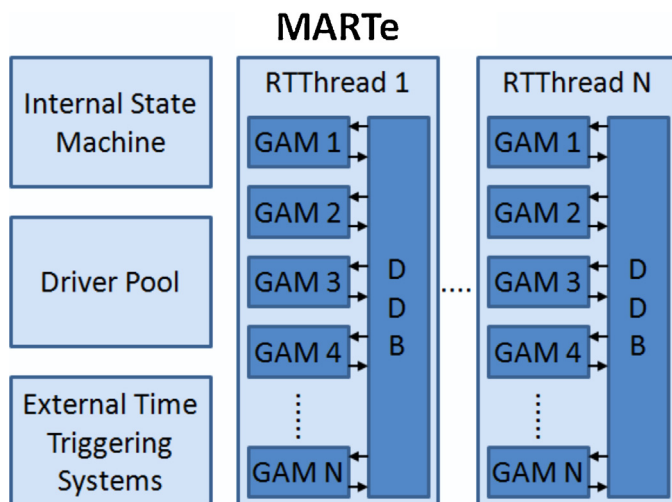 MARTe
Internal State
Machine
Driver Pool
External Time
Triggering
Systems
RTThread 1
GAM 1
GAM 2
GAM 3
GAM 4
......
GAM N
D
D
B
....
RTThread N
GAM 1
GAM 2
GAM 3
GAM 4
......
GAM N
D
D
B